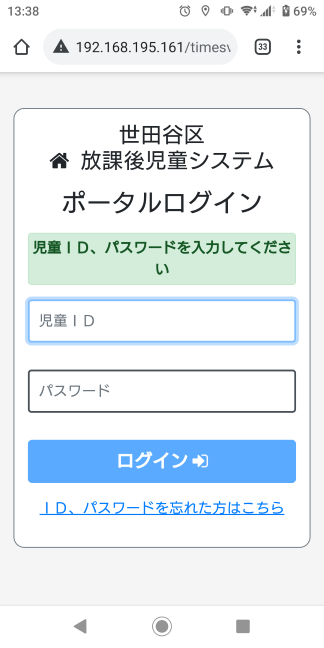 13:38
69%
192.168.195.161/timesv
33
世田谷区
放課後児童システム
ポータルログイン
児童ＩＤ、パスワードを入力してくださ
い
児童ＩＤ
パスワード
ログイン
ＩＤ、パスワードを忘れた方はこちら